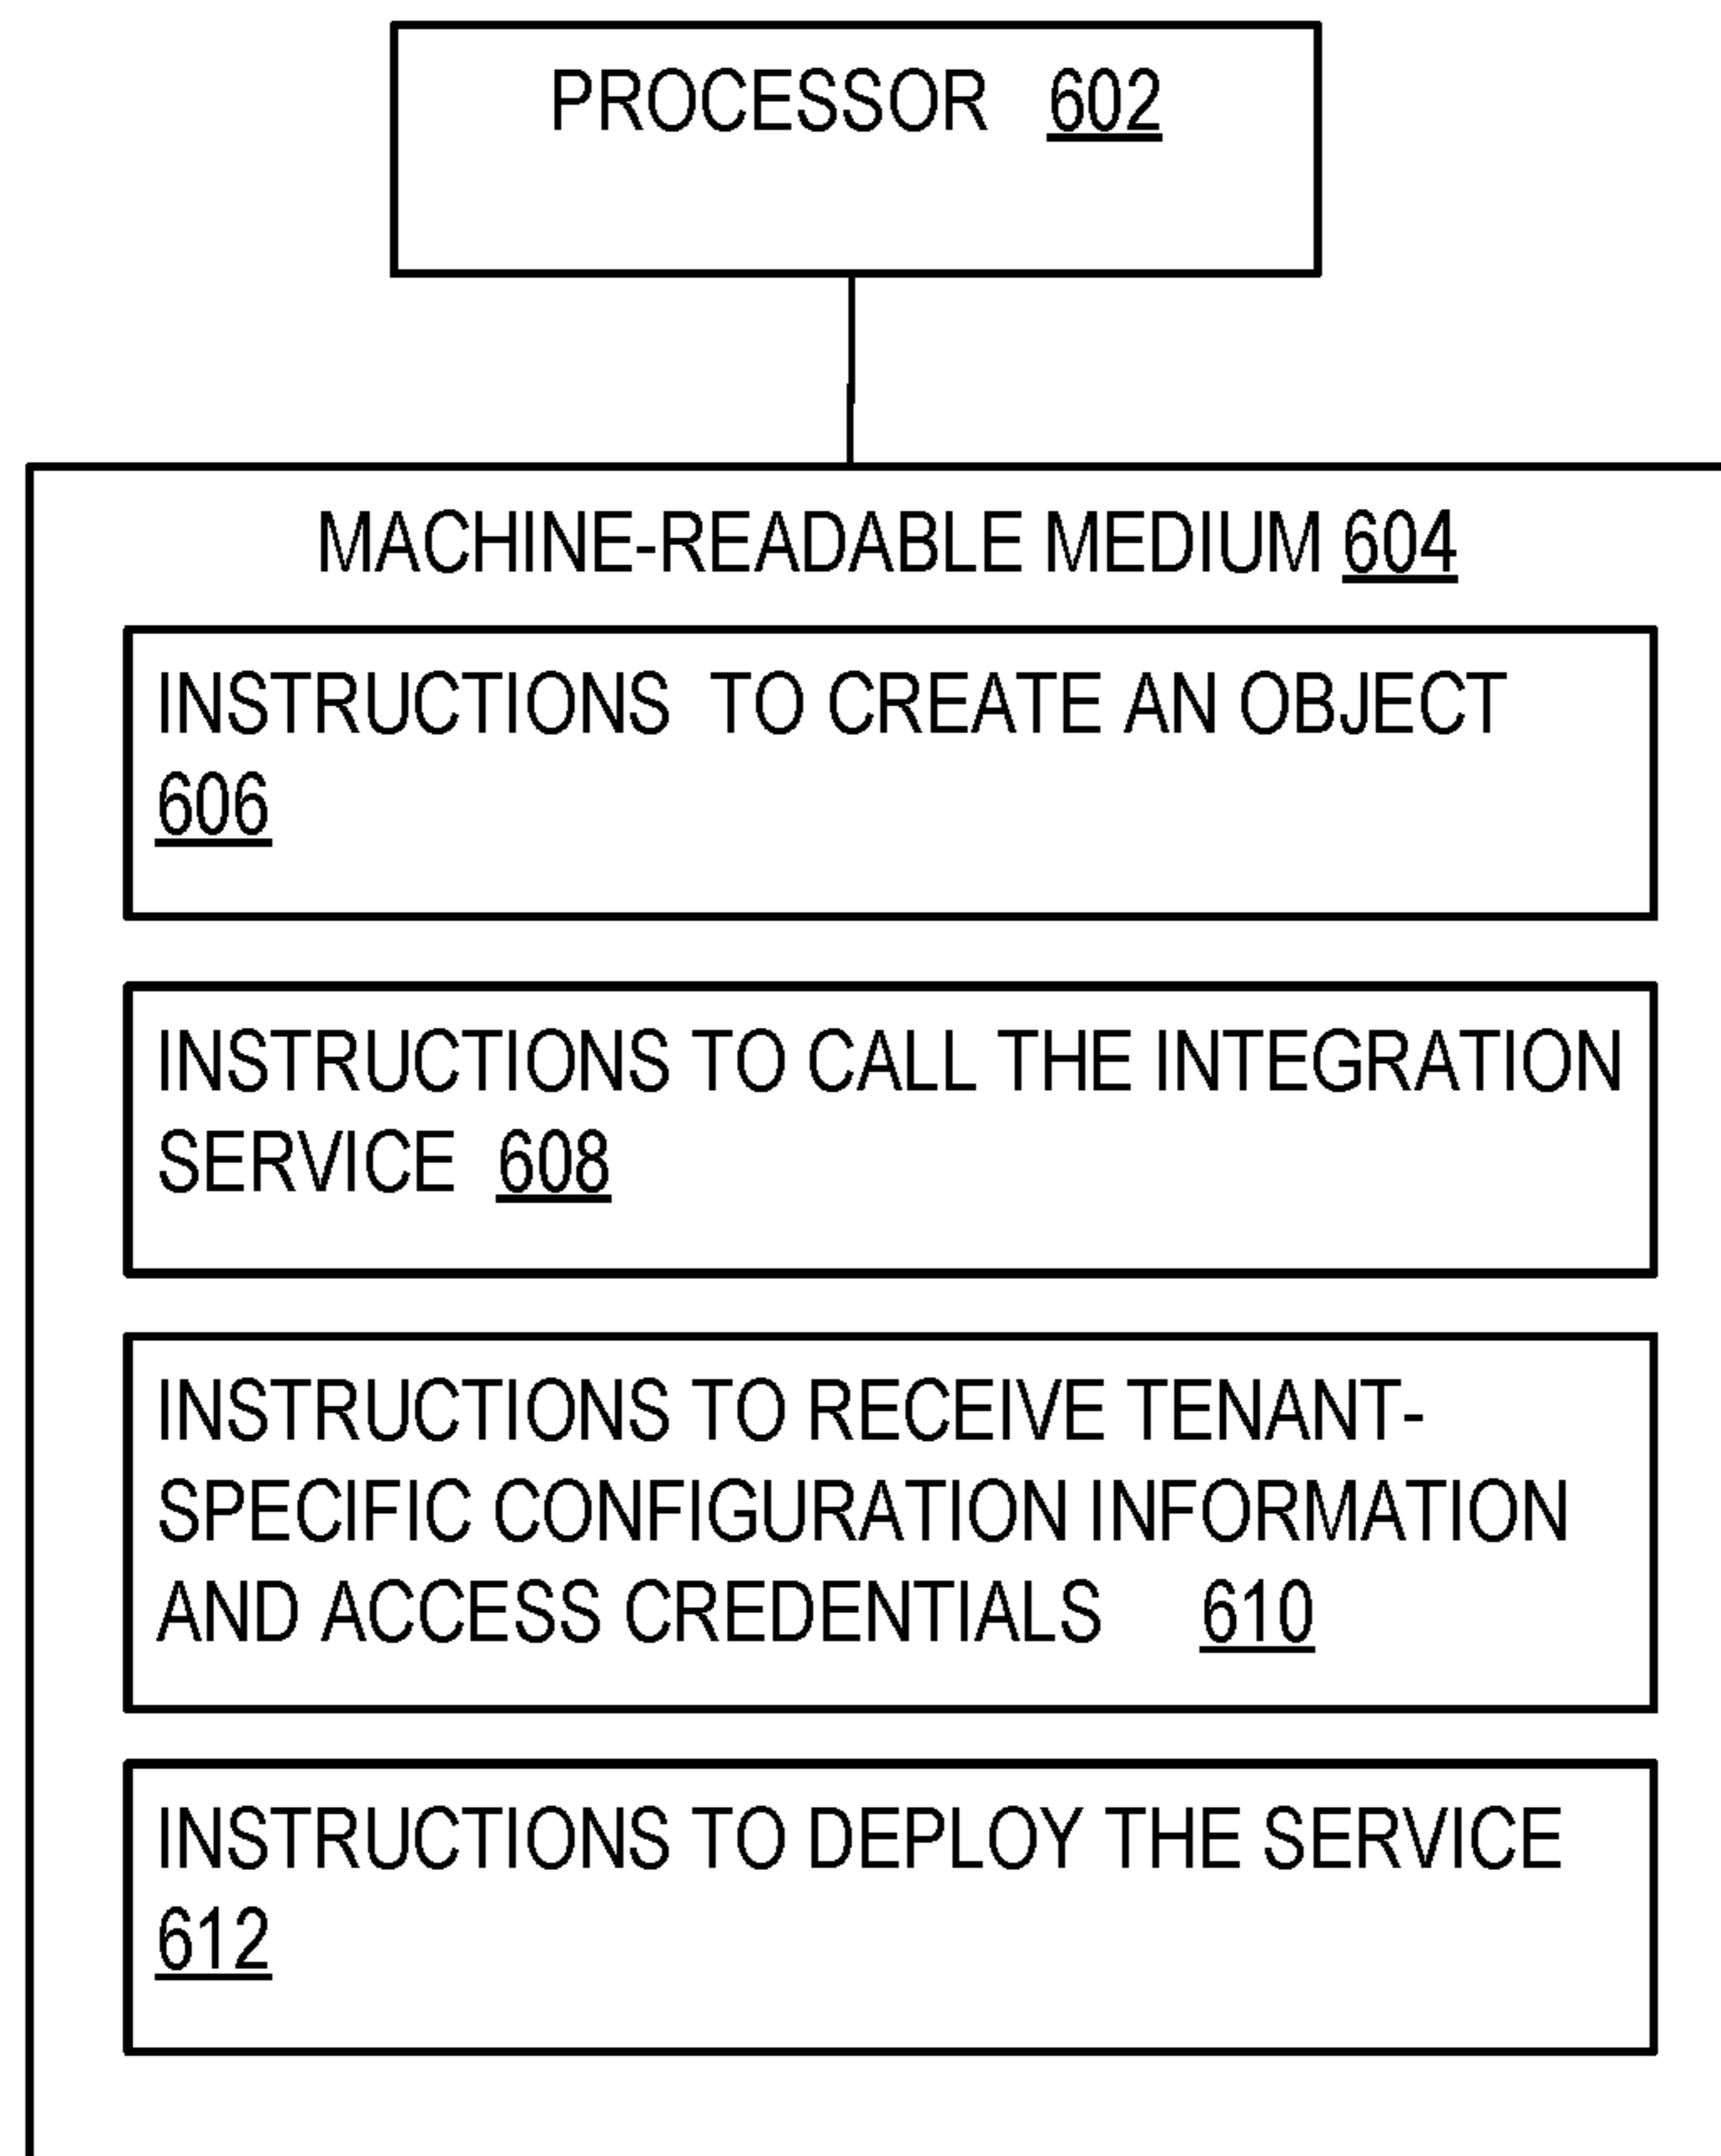 PROCESSOR 602
MACHINE-READABLE MEDIUM 604
INSTRUCTIONS TO CREATE AN OBJECT
606
INSTRUCTIONS TO CALL THE INTEGRATION
SERVICE 608
INSTRUCTIONS TO RECEIVE TENANT-
SPECIFIC CONFIGURATION INFORMATION
AND ACCESS CREDENTIALS 610
INSTRUCTIONS TO DEPLOY THE SERVICE
612